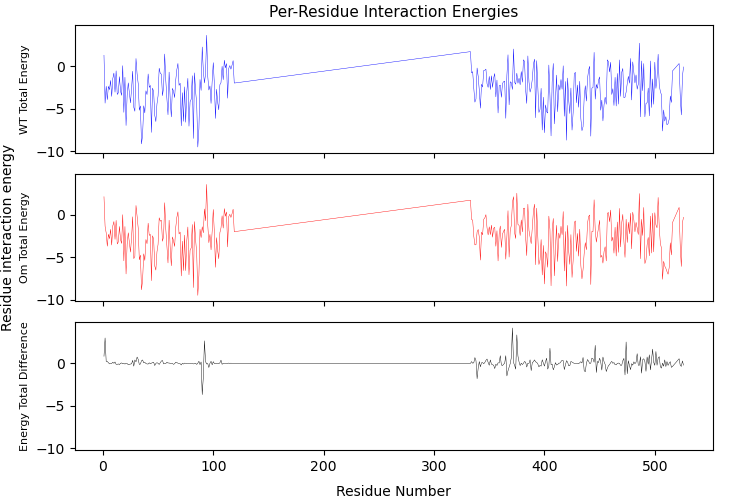 Per-Residue Interaction Energies
Residue interaction energy
WT Total Energy
0
−5
−10
Om Total Energy
0
−5
−10
Energy Total Difference
0
−5
−10
0 100 200 300 400 500
Residue Number